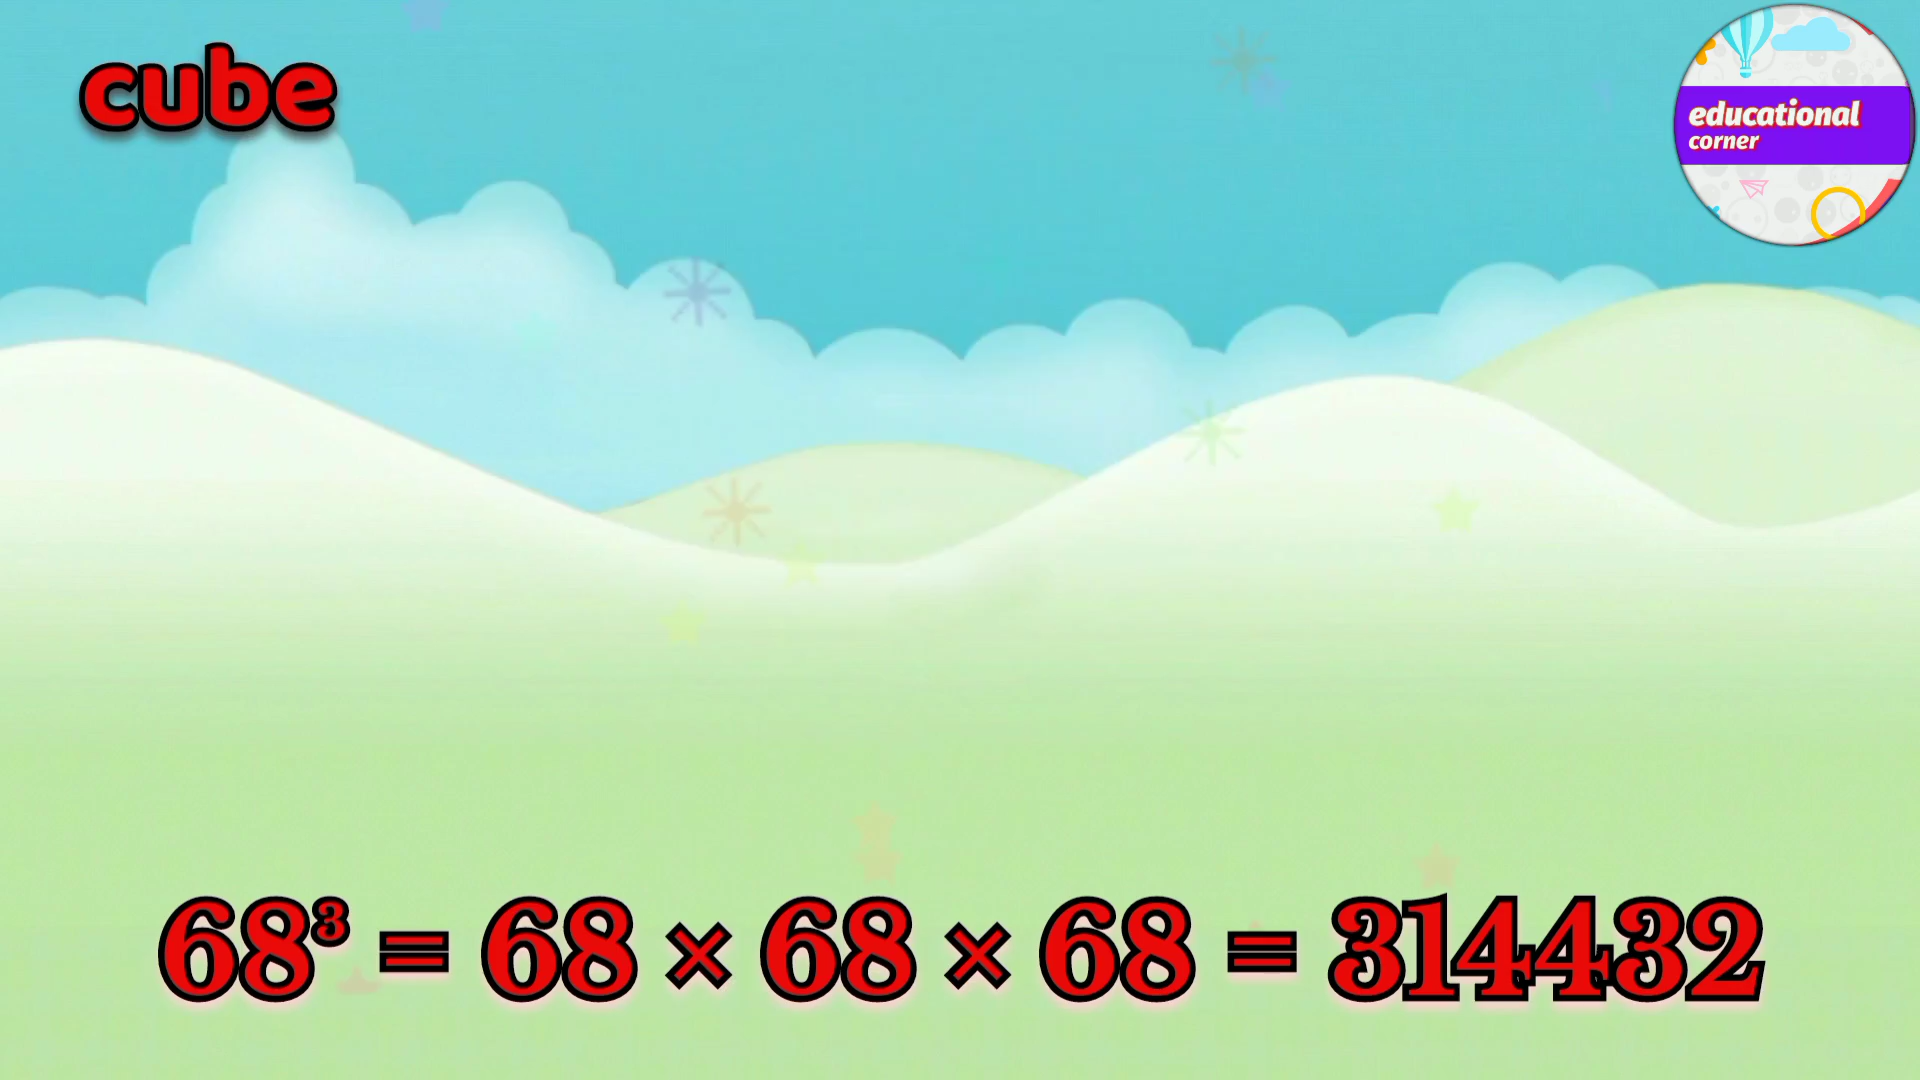 cube
educational
corner
68³ = 68 × 68 × 68 = 314432